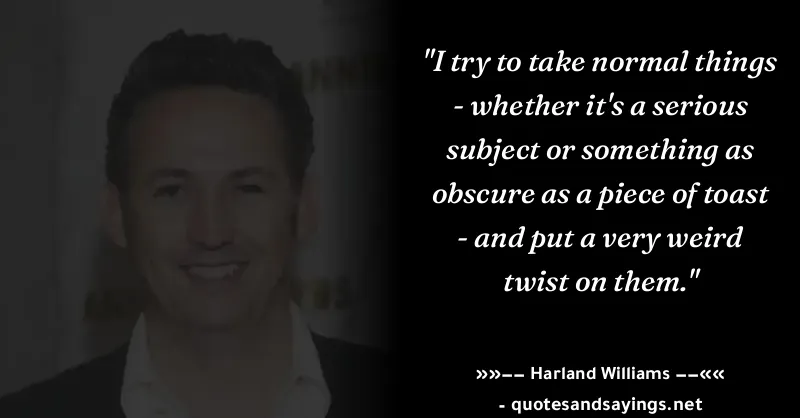 "I try to take normal things
- whether it's a serious
subject or something as
obscure as a piece of toast
- and put a very weird
twist on them."
»»—— Harland Williams ——««
- quotesandsayings.net